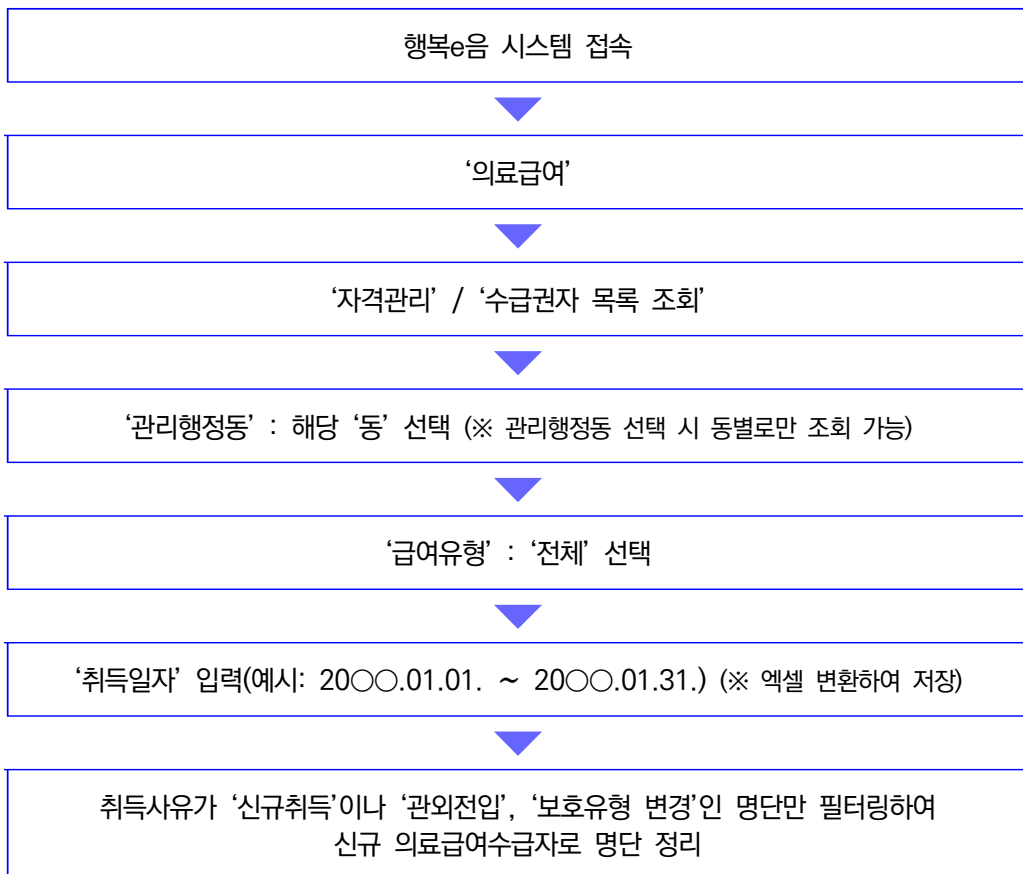 행복e음 시스템 접속
‘의료급여’
‘자격관리’ / ‘수급권자 목록 조회’
‘관리행정동’ : 해당 ‘동’ 선택 (※ 관리행정동 선택 시 동별로만 조회 가능)
‘급여유형’ : ‘전체’ 선택
‘취득일자’ 입력(예시: 20○○.01.01. ~ 20○○.01.31.) (※ 엑셀 변환하여 저장)
취득사유가 ‘신규취득’이나 ‘관외전입’, ‘보호유형 변경’인 명단만 필터링하여
신규 의료급여수급자로 명단 정리